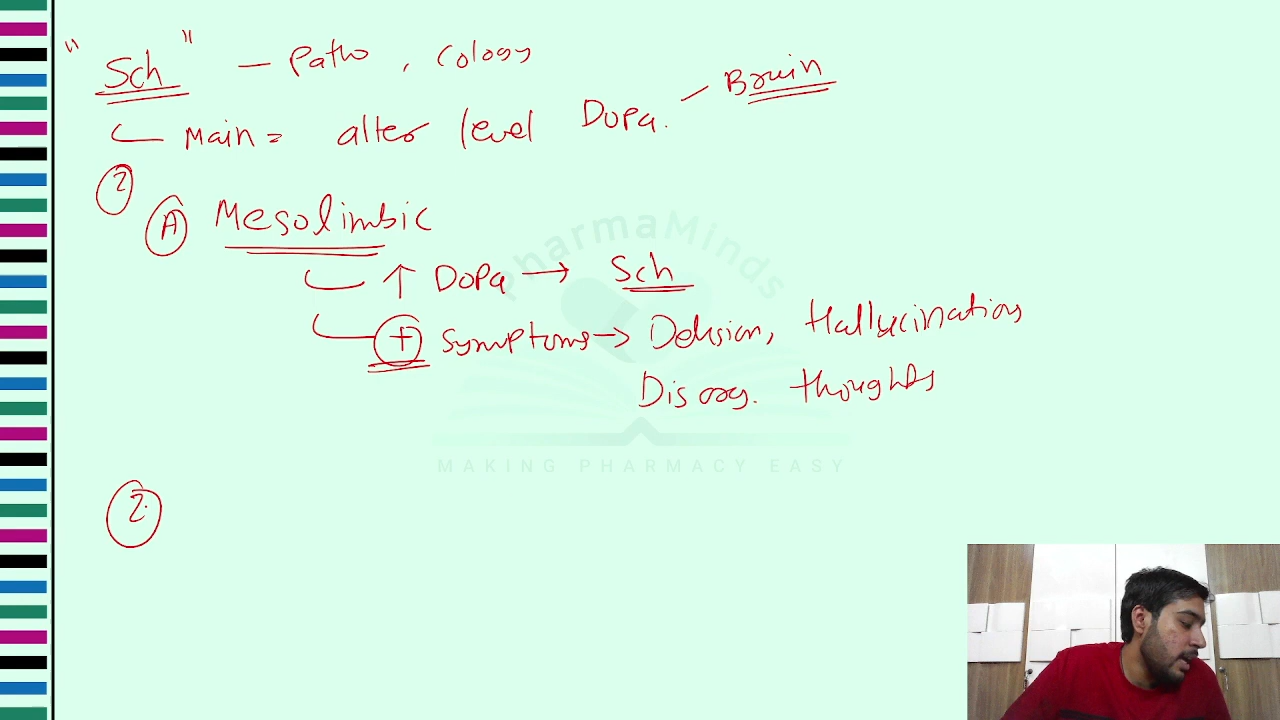 "Sch" - Patho, cology
Main = alter level Dopa. - Brain
2
A Mesolimbic
↑ Dopa → Sch
+ Symptoms → Delusion, Hallucinations
Disorg. thoughts
2.
PharmaMinds
MAKING PHARMACY EASY